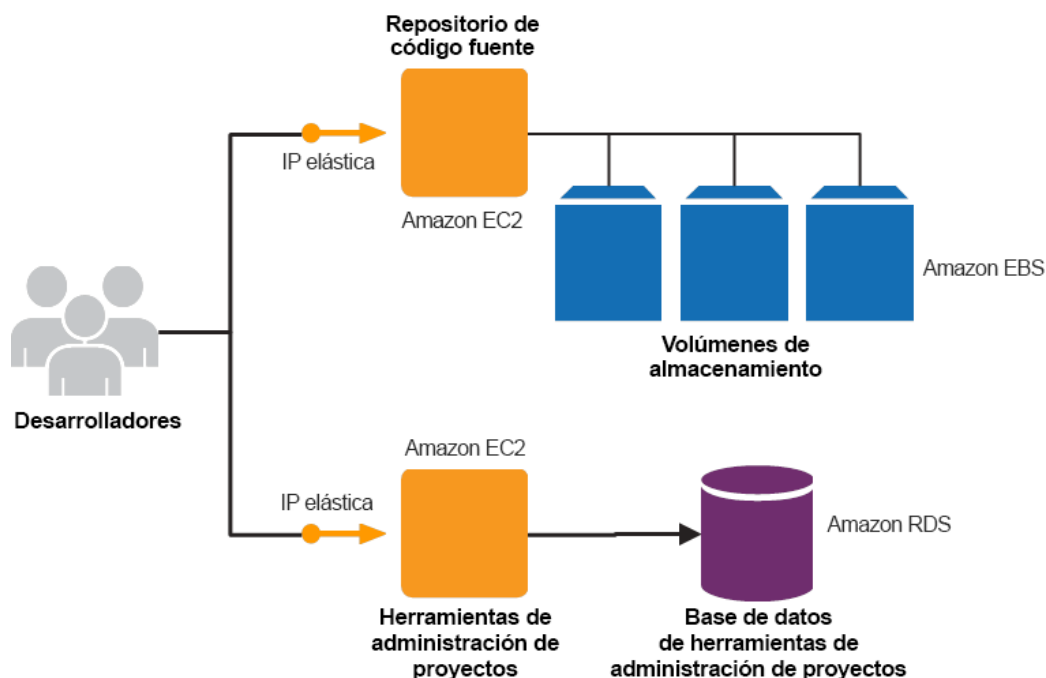 Repositorio de
código fuente
IP elástica
Amazon EC2
Amazon EBS
Volúmenes de
almacenamiento
Desarrolladores
Amazon EC2
IP elástica
Amazon RDS
Herramientas de
administración de
proyectos
Base de datos
de herramientas de
administración de proyectos